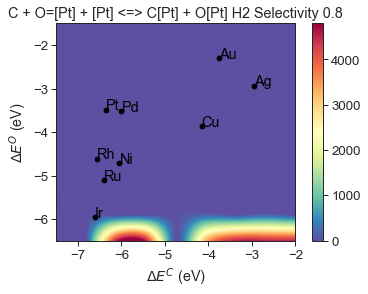 C + O=[Pt] + [Pt] <=> C[Pt] + O[Pt] H2 Selectivity 0.8
ΔE^O (eV)
−2
−3
−4
−5
−6
Au
Ag
Pt
Pd
Cu
Rh
Ni
Ru
Ir
−7
−6
−5
−4
−3
−2
ΔE^C (eV)
4000
3000
2000
1000
0